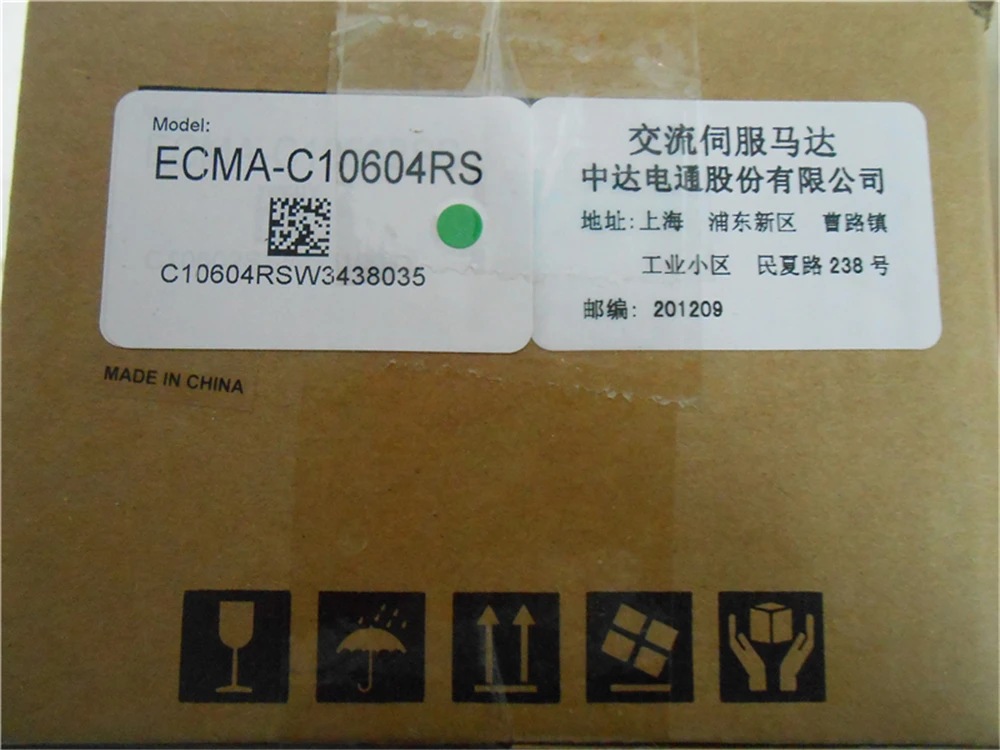 Model:
ECMA-C10604RS
C10604RSW3438035
交流伺服马达
中达电通股份有限公司
地址:上海 浦东新区 曹路镇
工业小区 民夏路 238 号
邮编: 201209
MADE IN CHINA